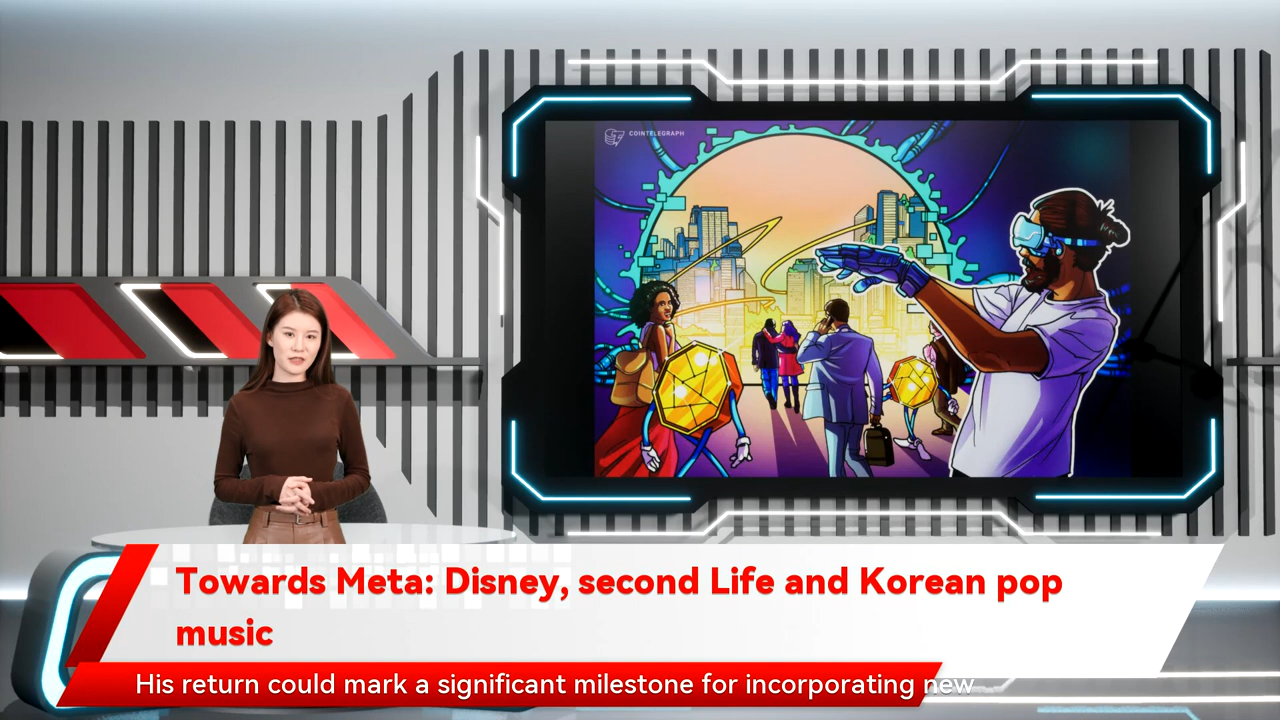 COINTELEGRAPH
Towards Meta: Disney, second Life and Korean pop
music
His return could mark a significant milestone for incorporating new